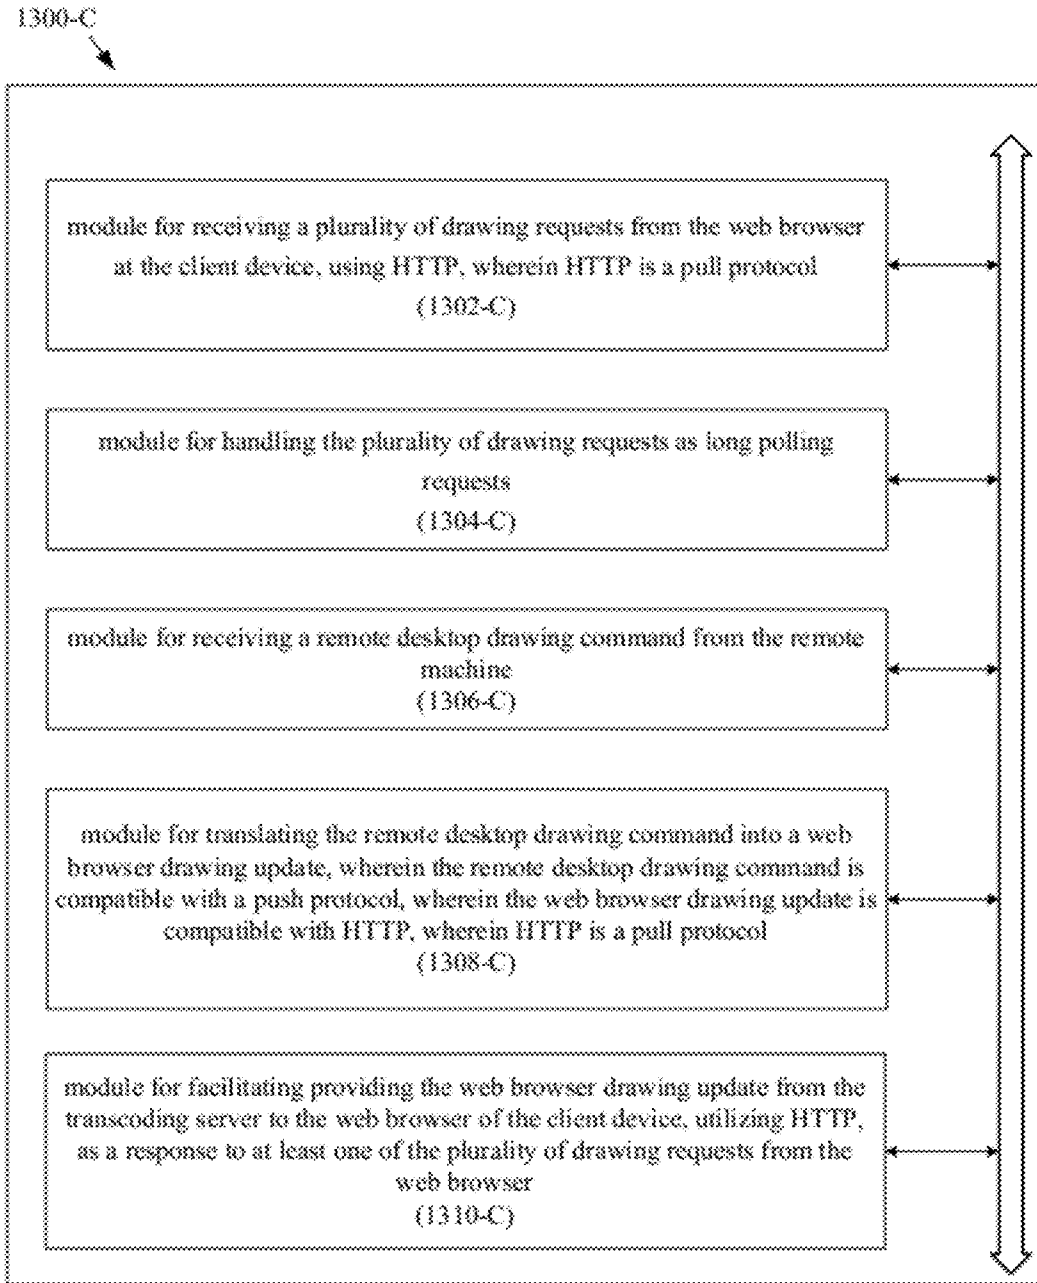 1300-C
module for receiving a plurality of drawing requests from the web browser
at the client device, using HTTP, wherein HTTP is a pull protocol
(1302-C)
module for handling the plurality of drawing requests as long polling
requests
(1304-C)
module for receiving a remote desktop drawing command from the remote
machine
(1306-C)
module for translating the remote desktop drawing command into a web
browser drawing update, wherein the remote desktop drawing command is
compatible with a push protocol, wherein the web browser drawing update is
compatible with HTTP, wherein HTTP is a pull protocol
(1308-C)
module for facilitating providing the web browser drawing update from the
transcoding server to the web browser of the client device, utilizing HTTP,
as a response to at least one of the plurality of drawing requests from the
web browser
(1310-C)